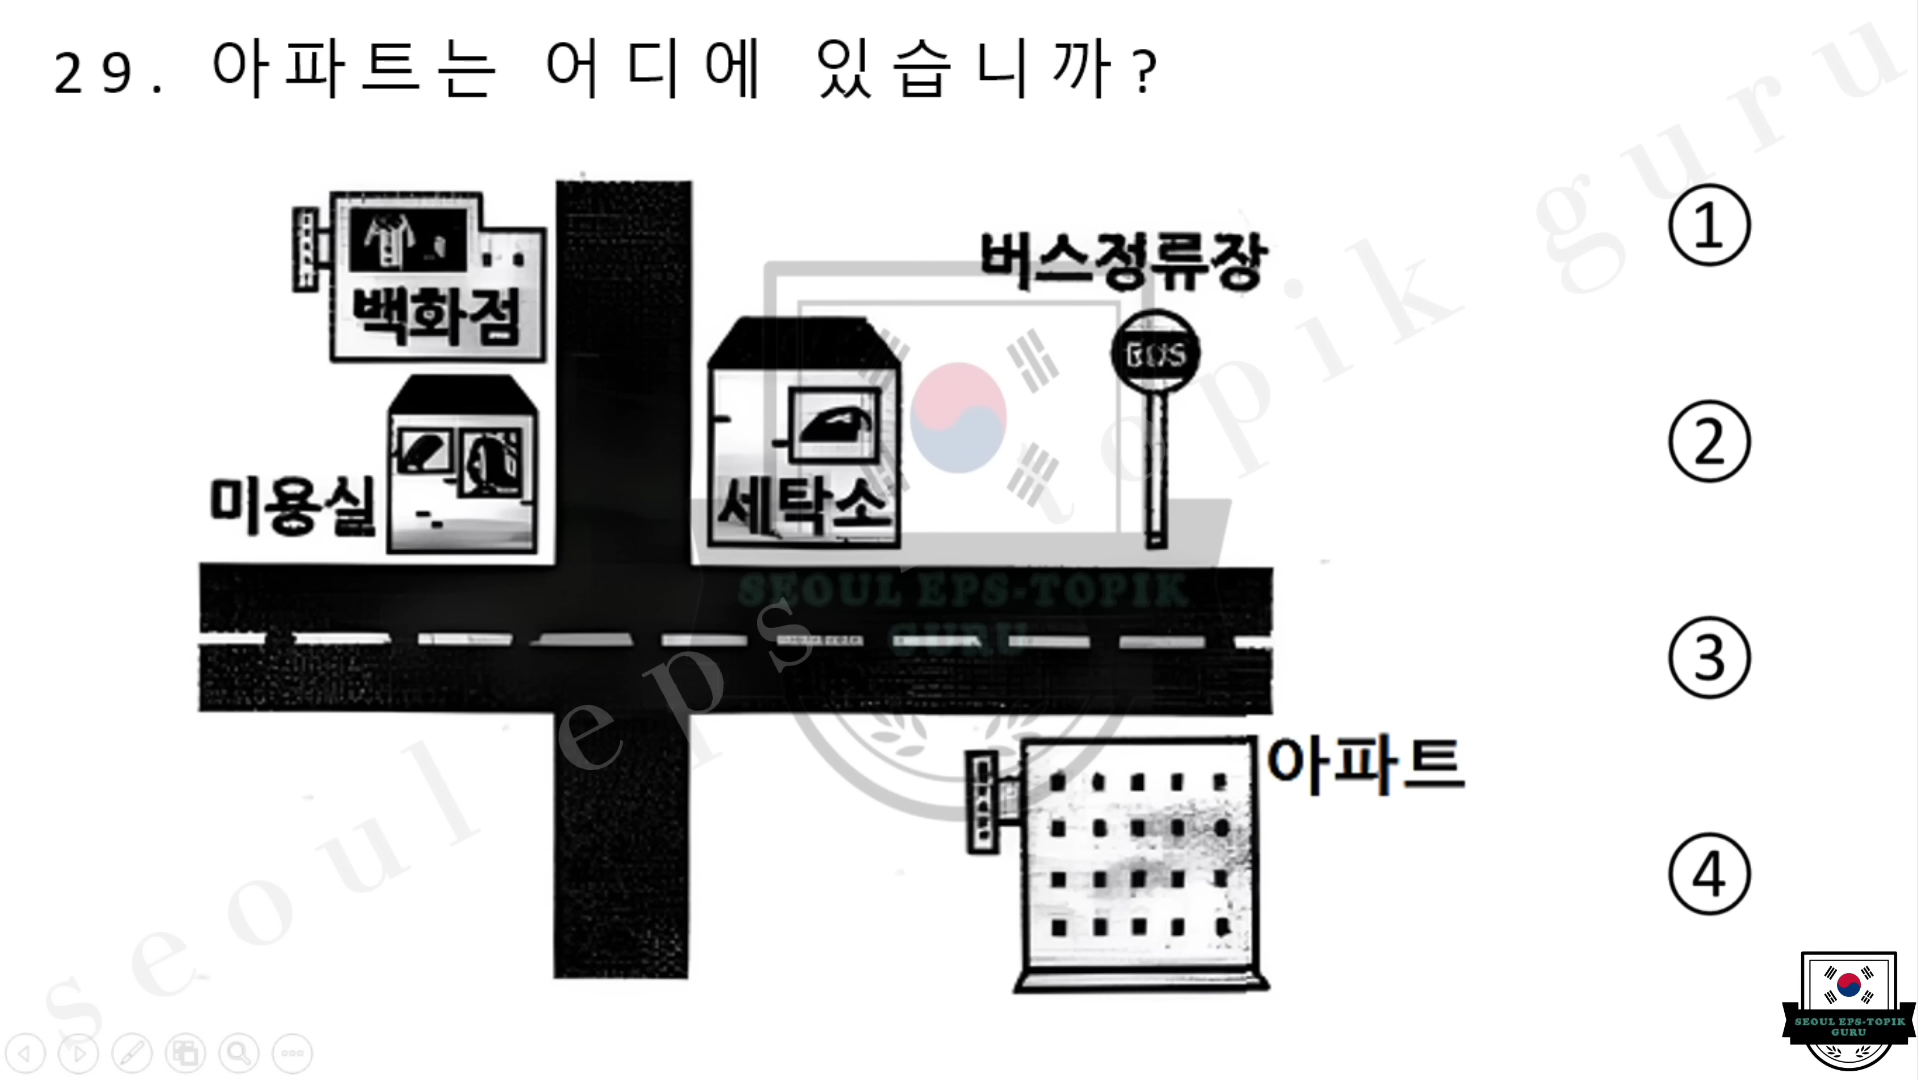 29. 아파트는 어디에 있습니까?
백화점
버스정류장
BUS
미용실
세탁소
아파트
①
②
③
④
SEOUL EPS-TOPIK
GURU
seoul eps topik guru
SEOUL EPS-TOPIK
GURU